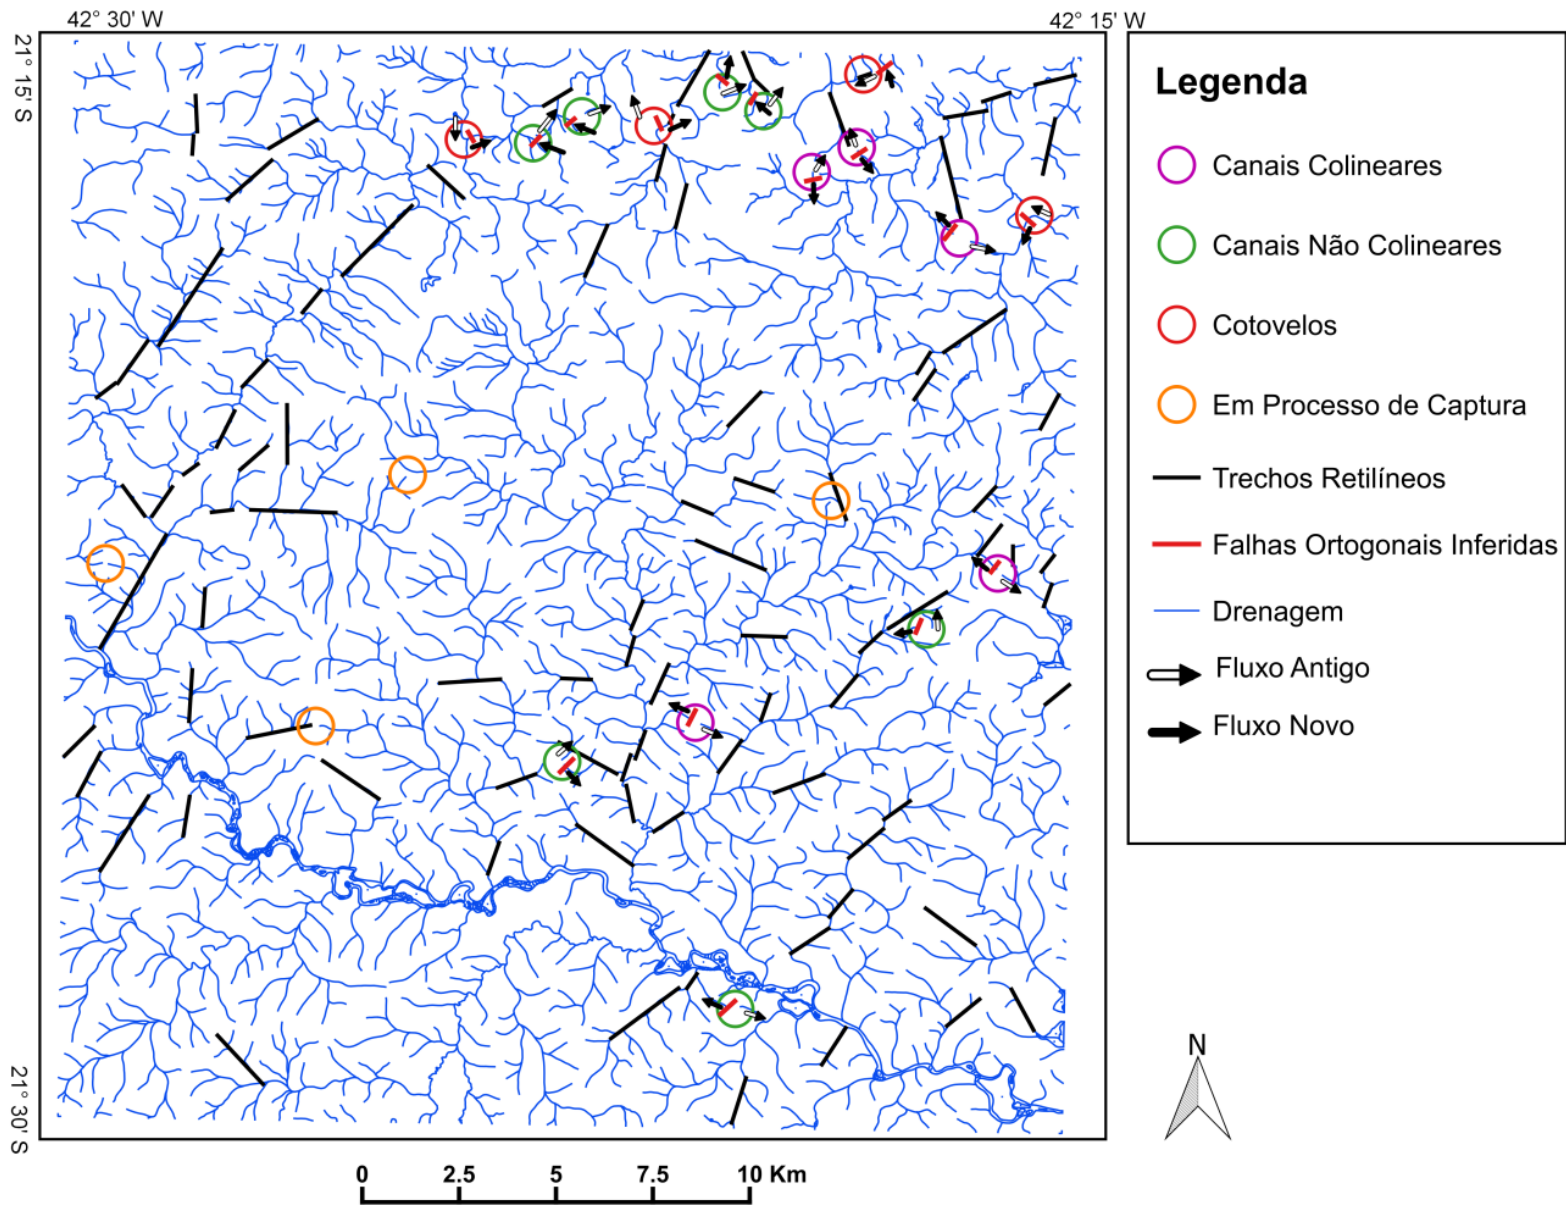 42° 30' W
42° 15' W
21° 15' S
21° 30' S
Legenda
Canais Colineares
Canais Não Colineares
Cotovelos
Em Processo de Captura
Trechos Retilíneos
Falhas Ortogonais Inferidas
Drenagem
Fluxo Antigo
Fluxo Novo
N
0 2.5 5 7.5 10 Km